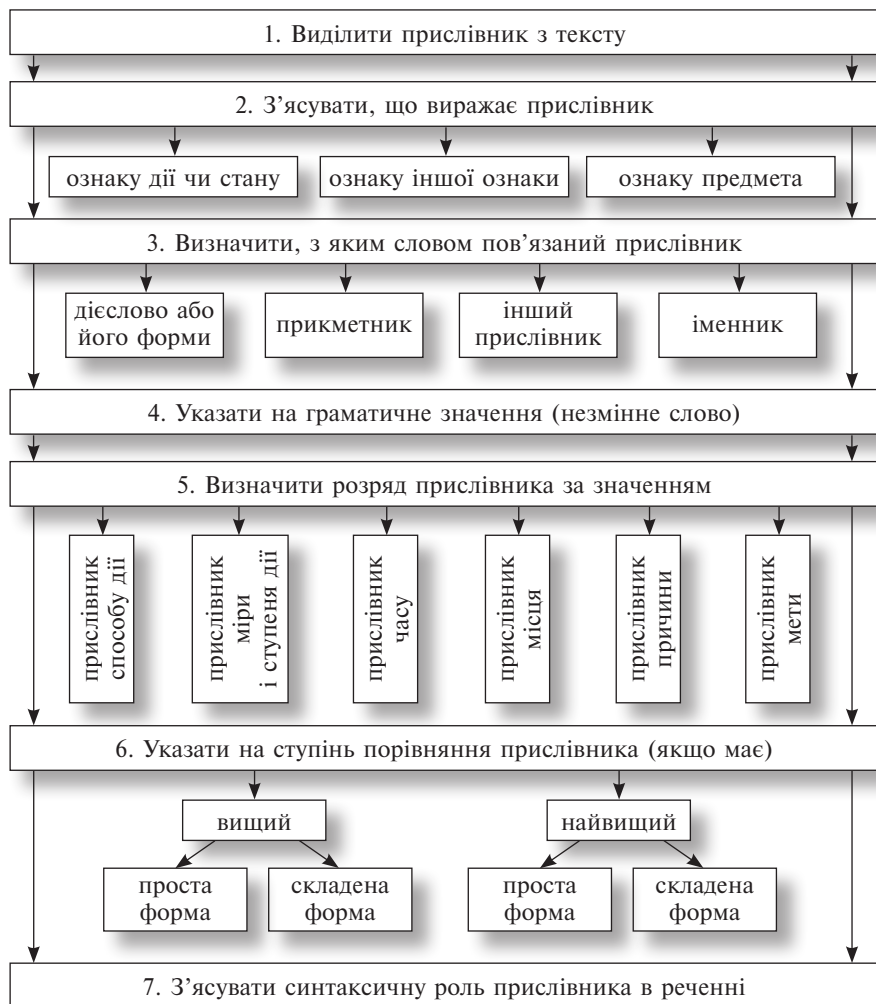 1. Виділити прислівник з тексту
2. З’ясувати, що виражає прислівник
ознаку дії чи стану
ознаку іншої ознаки
ознаку предмета
3. Визначити, з яким словом пов’язаний прислівник
дієслово або
його форми
прикметник
інший
прислівник
іменник
4. Указати на граматичне значення (незмінне слово)
5. Визначити розряд прислівника за значенням
прислівник
способу дії
прислівник
міри
і ступеня дії
прислівник
часу
прислівник
місця
прислівник
причини
прислівник
мети
6. Указати на ступінь порівняння прислівника (якщо має)
вищий
найвищий
проста
форма
складена
форма
проста
форма
складена
форма
7. З’ясувати синтаксичну роль прислівника в реченні